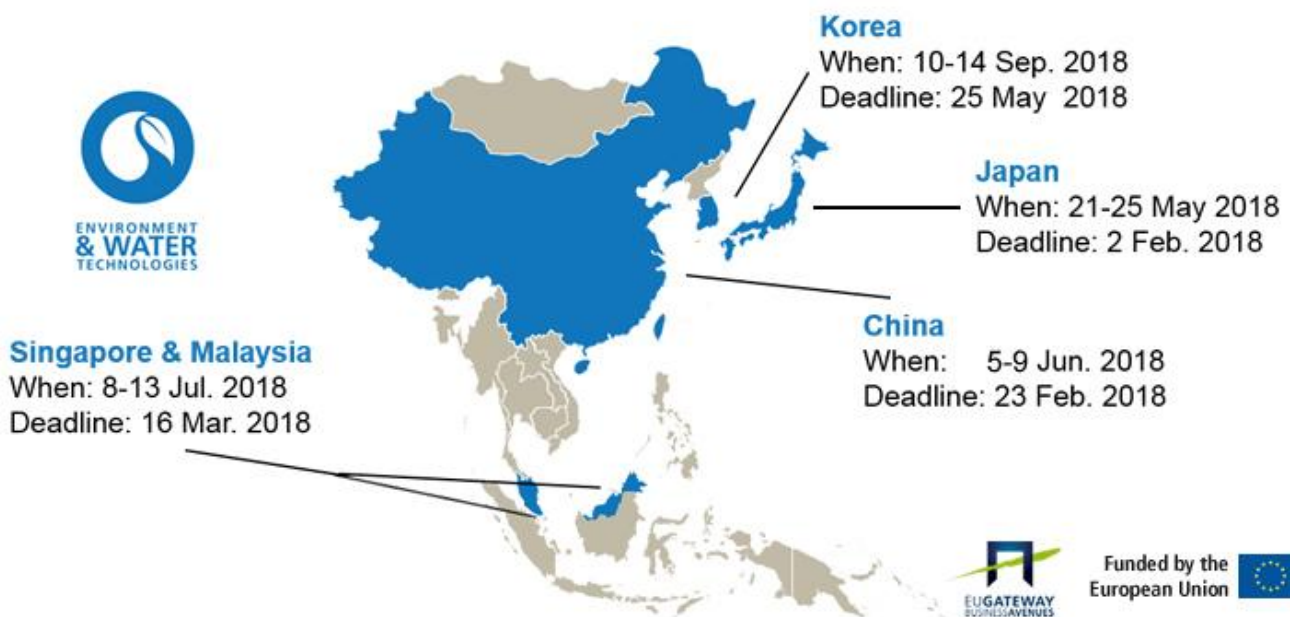 Korea
When: 10-14 Sep. 2018
Deadline: 25 May 2018
ENVIRONMENT
& WATER
TECHNOLOGIES
Japan
When: 21-25 May 2018
Deadline: 2 Feb. 2018
China
When: 5-9 Jun. 2018
Deadline: 23 Feb. 2018
Singapore & Malaysia
When: 8-13 Jul. 2018
Deadline: 16 Mar. 2018
EUGATEWAY
BUSINESSAVENUES
Funded by the
European Union